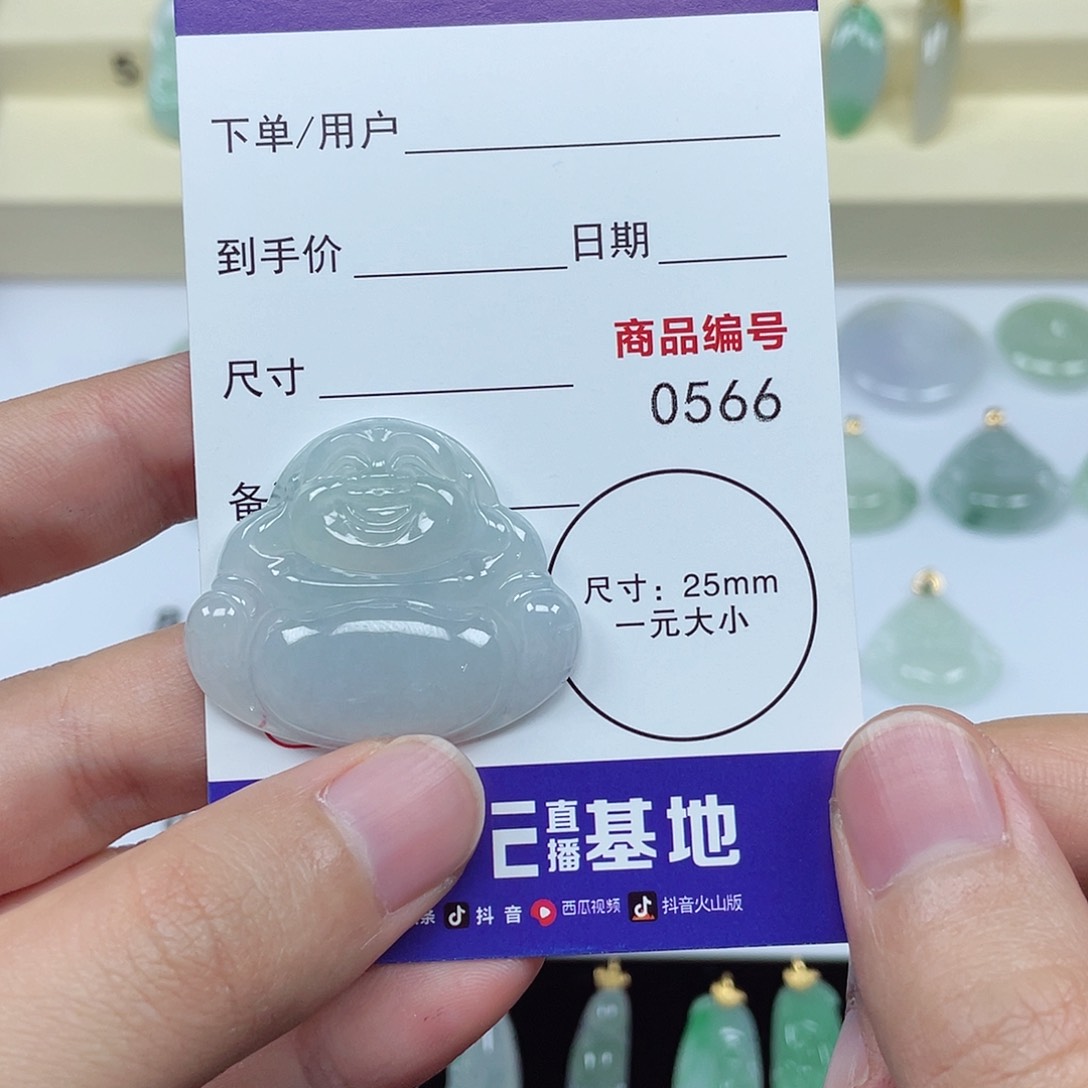 下单/用户
到手价 日期
商品编号
尺寸
0566
备
尺寸：25mm
一元大小
直播基地
条 抖音 西瓜视频 抖音火山版